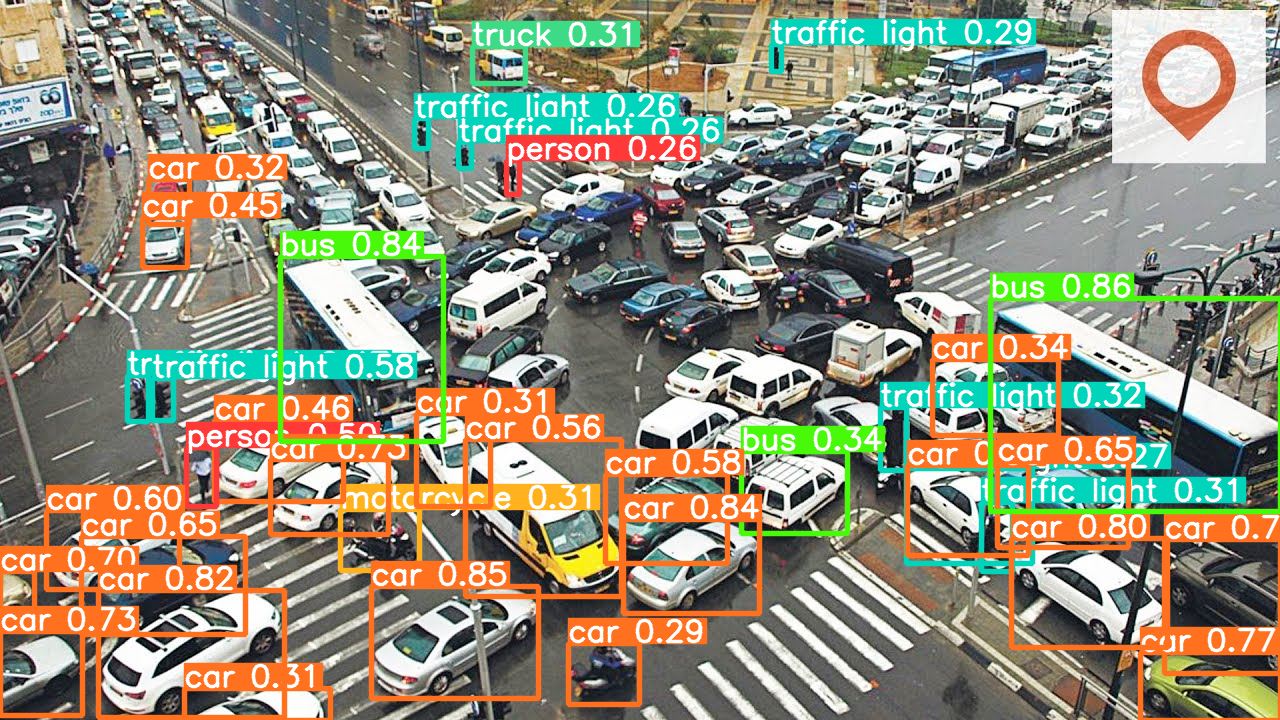 truck 0.31
traffic light 0.29
traffic light 0.26
traffic light 0.26
person 0.26
car 0.32
car 0.45
bus 0.84
bus 0.86
car 0.34
traffic light 0.58
traffic light 0.32
car 0.46
car 0.31
person 0.50
car 0.56
car 0.73
bus 0.34
car 0.58
car 0.65
car 0.60
motorcycle 0.31
traffic light 0.31
car 0.84
car 0.65
car 0.80
car 0.70
car 0.82
car 0.85
car 0.73
car 0.29
car 0.77
car 0.31